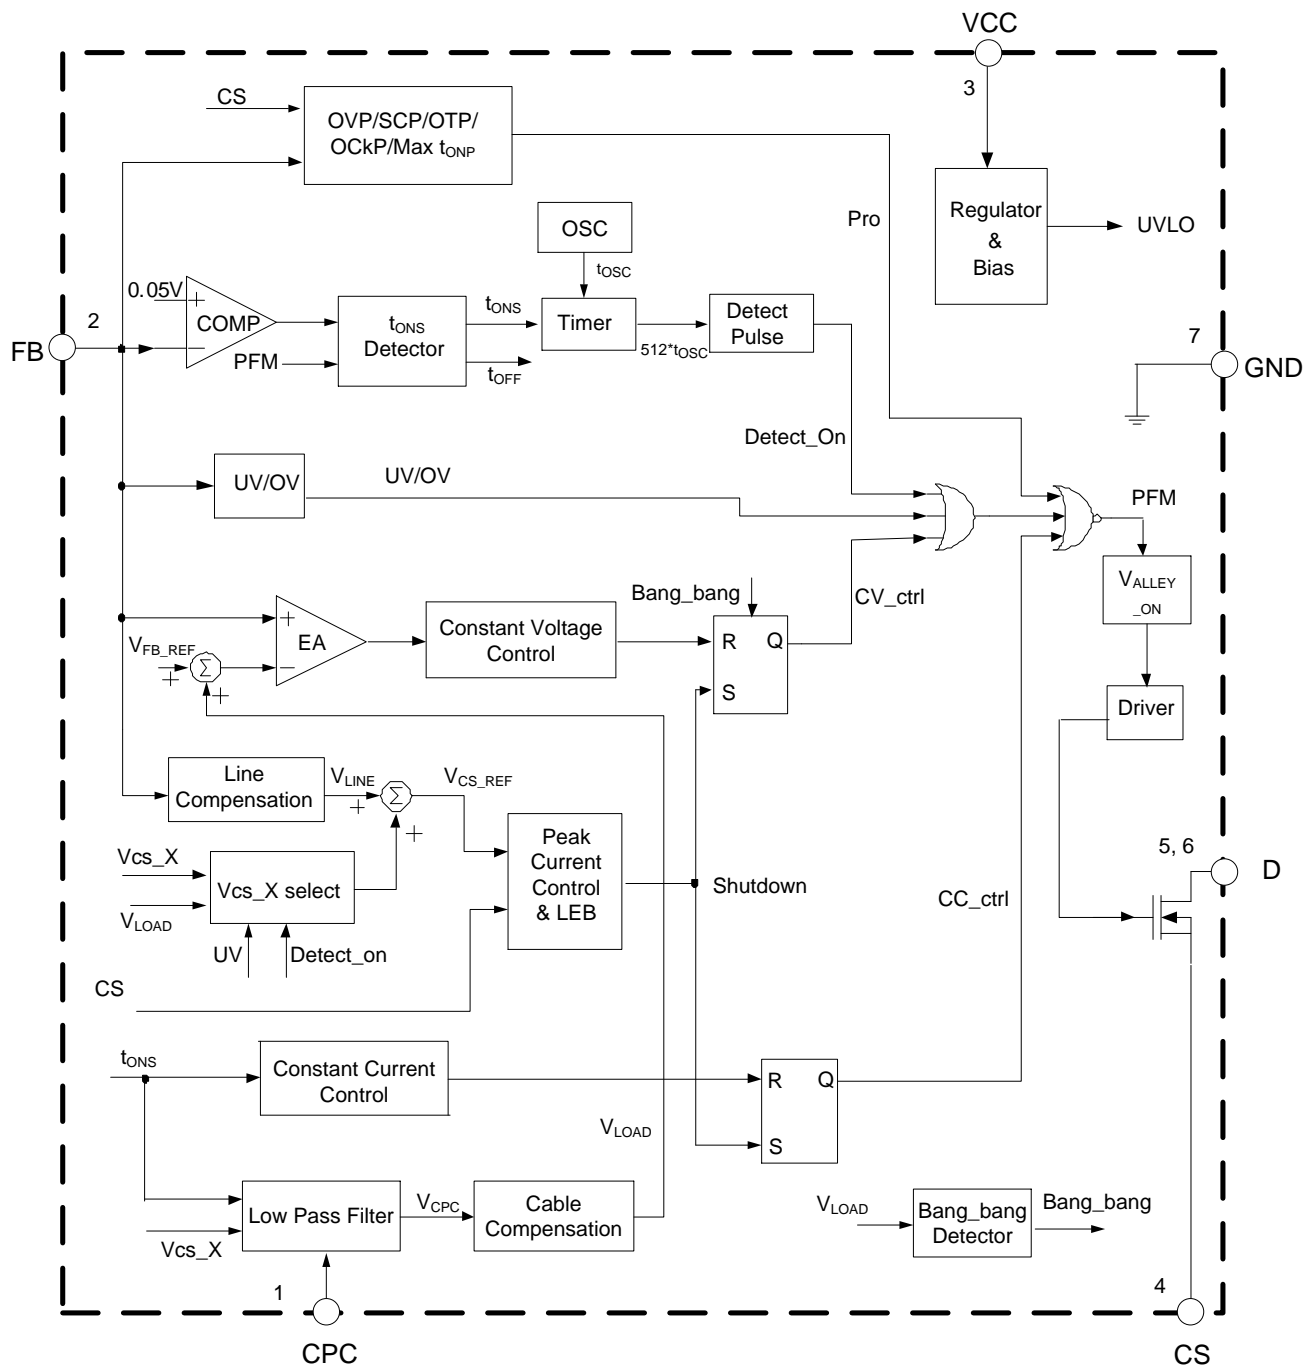 VCC
3
CS
OVP/SCP/OTP/
OCkP/Max tONP
Pro
Regulator
&
Bias
UVLO
OSC
tOSC
0.05V
+
COMP
−
2
FB
PFM
tONS
Detector
tONS
tOFF
Timer
512*tOSC
Detect
Pulse
7
GND
Detect_On
UV/OV
UV/OV
PFM
VALLEY
_ON
Bang_bang
CV_ctrl
VFB_REF
+
Σ
+
+
EA
−
Constant Voltage
Control
R
Q
S
Driver
Line
Compensation
VLINE
+
Σ
+
VCS_REF
Vcs_X
VLOAD
Vcs_X select
UV
Detect_on
Peak
Current
Control
& LEB
Shutdown
CC_ctrl
5, 6
D
CS
tONS
Constant Current
Control
R
Q
S
VLOAD
Low Pass Filter
Vcs_X
VCPC
Cable
Compensation
VLOAD
Bang_bang
Detector
Bang_bang
1
CPC
4
CS